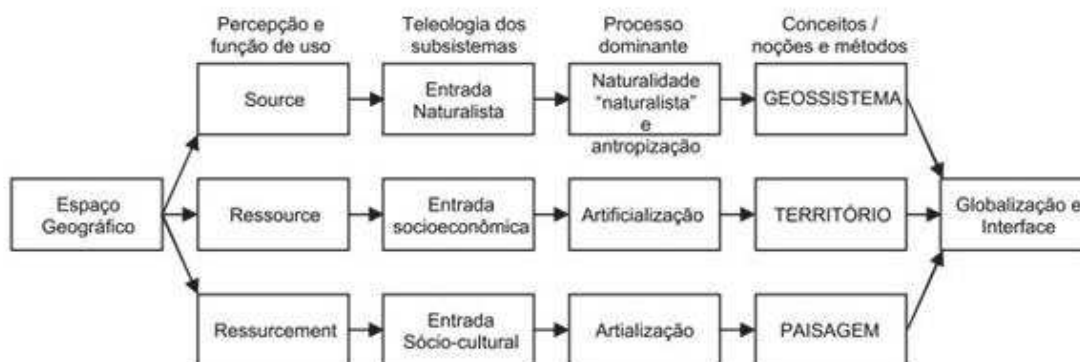 Percepção e
função de uso
Teleologia dos
subsistemas
Processo
dominante
Conceitos /
noções e métodos
Source
Entrada
Naturalista
Naturalidade
"naturalista"
e
antropização
GEOSSISTEMA
Espaço
Geográfico
Ressource
Entrada
socioeconômica
Artificialização
TERRITÓRIO
Globalização e
Interface
Ressurcement
Entrada
Sócio-cultural
Artialização
PAISAGEM